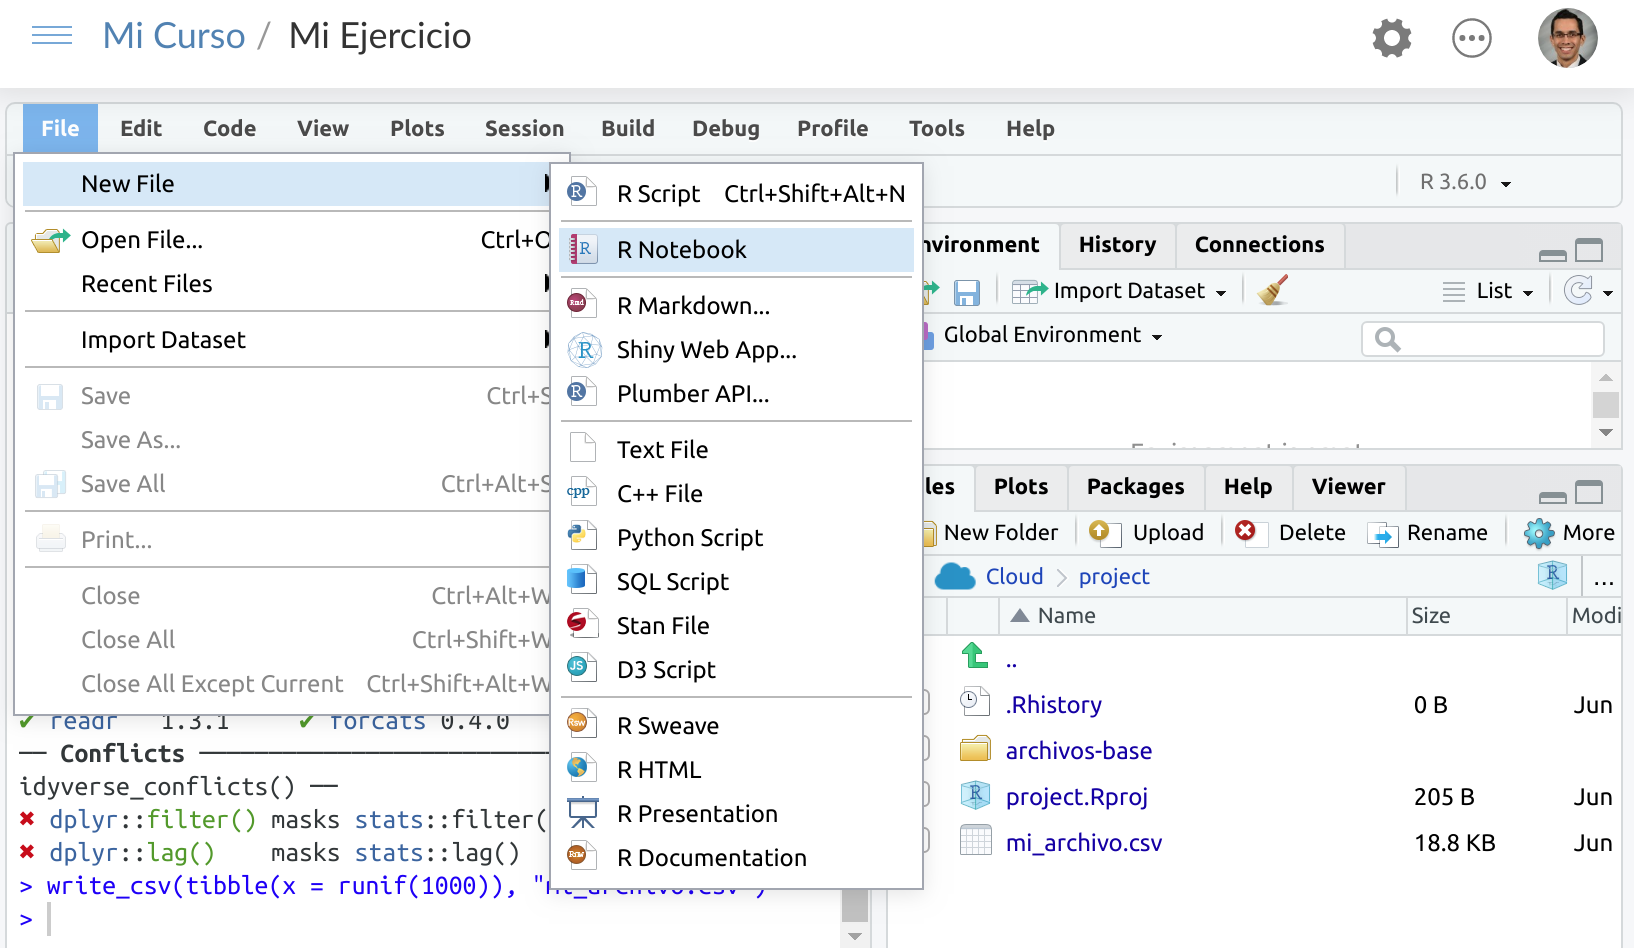 Mi Curso / Mi Ejercicio
File Edit Code View Plots Session Build Debug Profile Tools Help
R 3.6.0
New File
Open File... Ctrl+O
Recent Files
Import Dataset
Save Ctrl+S
Save As...
Save All Ctrl+Alt+S
Print...
Close Ctrl+Alt+W
Close All Ctrl+Shift+W
Close All Except Current Ctrl+Shift+Alt+W
R Script Ctrl+Shift+Alt+N
R Notebook
R Markdown...
Shiny Web App...
Plumber API...
Text File
C++ File
Python Script
SQL Script
Stan File
D3 Script
R Sweave
R HTML
R Presentation
R Documentation
nvironment History Connections
Import Dataset List
Global Environment
les Plots Packages Help Viewer
New Folder Upload Delete Rename More
Cloud project ...
Name Size Modi
..
.Rhistory 0 B Jun
archivos-base
project.Rproj 205 B Jun
mi_archivo.csv 18.8 KB Jun
✔ readr 1.3.1 ✔ forcats 0.4.0
── Conflicts ──────────
idyverse_conflicts() ──
✖ dplyr::filter() masks stats::filter(
✖ dplyr::lag() masks stats::lag()
> write_csv(tibble(x = runif(1000)), "mi_archivo.csv")
>